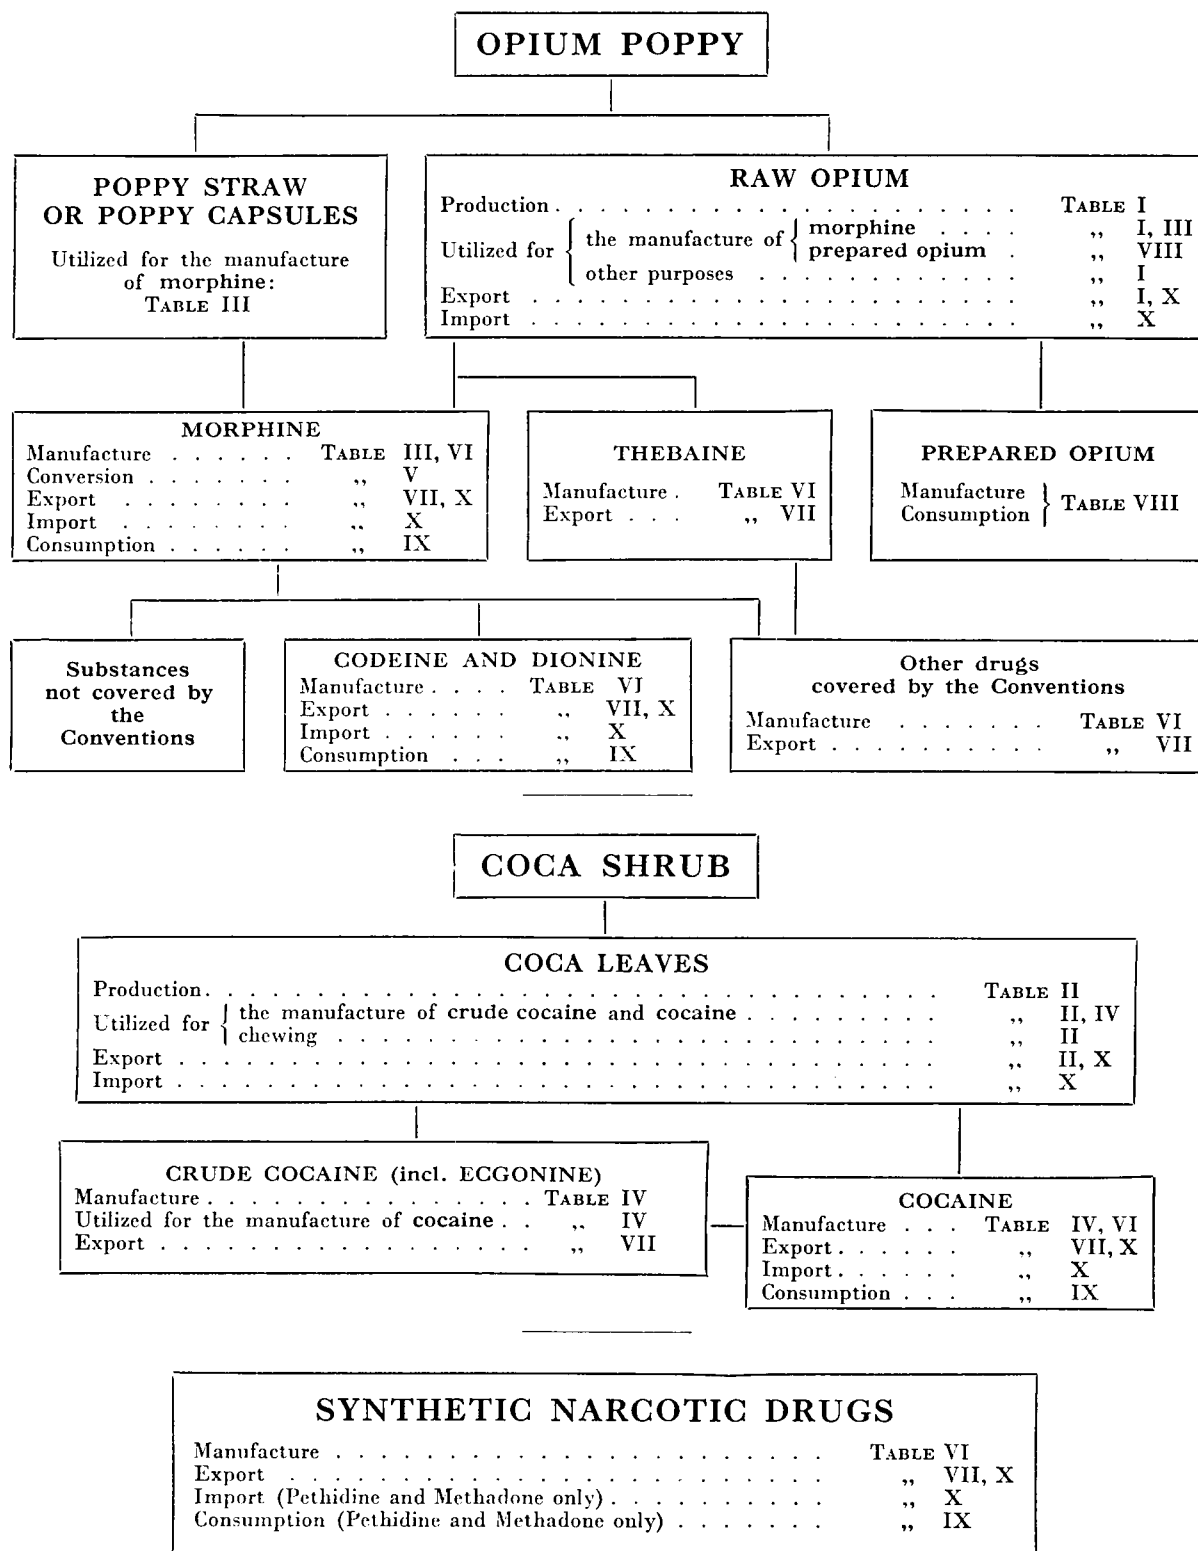 OPIUM POPPY
POPPY STRAW
OR POPPY CAPSULES
Utilized for the manufacture
of morphine:
TABLE III
RAW OPIUM
Production . . . . . . . . . . . . . . . . . . . . . TABLE I
Utilized for { the manufacture of { morphine . . . . ,, I, III
prepared opium . ,, VIII
other purposes . . . . . . . . . . . . ,, I
Export . . . . . . . . . . . . . . . . . . . . . . ,, I, X
Import . . . . . . . . . . . . . . . . . . . . . . ,, X
MORPHINE
Manufacture . . . . . . TABLE III, VI
Conversion . . . . . . . ,, V
Export . . . . . . . . ,, VII, X
Import . . . . . . . . ,, X
Consumption . . . . . . ,, IX
THEBAINE
Manufacture . TABLE VI
Export . . . ,, VII
PREPARED OPIUM
Manufacture
Consumption } TABLE VIII
Substances
not covered by
the
Conventions
CODEINE AND DIONINE
Manufacture . . . . TABLE VI
Export . . . . . . ,, VII, X
Import . . . . . . ,, X
Consumption . . . ,, IX
Other drugs
covered by the Conventions
Manufacture . . . . . . . TABLE VI
Export . . . . . . . . . . ,, VII
COCA SHRUB
COCA LEAVES
Production . . . . . . . . . . . . . . . . . . . . . . . . . . . TABLE II
Utilized for { the manufacture of crude cocaine and cocaine . . . . . . . . . ,, II, IV
chewing . . . . . . . . . . . . . . . . . . . . . . . ,, II
Export . . . . . . . . . . . . . . . . . . . . . . . . . . . . ,, II, X
Import . . . . . . . . . . . . . . . . . . . . . . . . . . . . ,, X
CRUDE COCAINE (incl. ECGONINE)
Manufacture . . . . . . . . . . . . . . . TABLE IV
Utilized for the manufacture of cocaine . . ,, IV
Export . . . . . . . . . . . . . . . . . ,, VII
COCAINE
Manufacture . . . TABLE IV, VI
Export . . . . . . ,, VII, X
Import . . . . . . ,, X
Consumption . . . ,, IX
SYNTHETIC NARCOTIC DRUGS
Manufacture . . . . . . . . . . . . . . . . . . . . . . TABLE VI
Export . . . . . . . . . . . . . . . . . . . . . . . . ,, VII, X
Import (Pethidine and Methadone only) . . . . . . . . . . ,, X
Consumption (Pethidine and Methadone only) . . . . . . . ,, IX